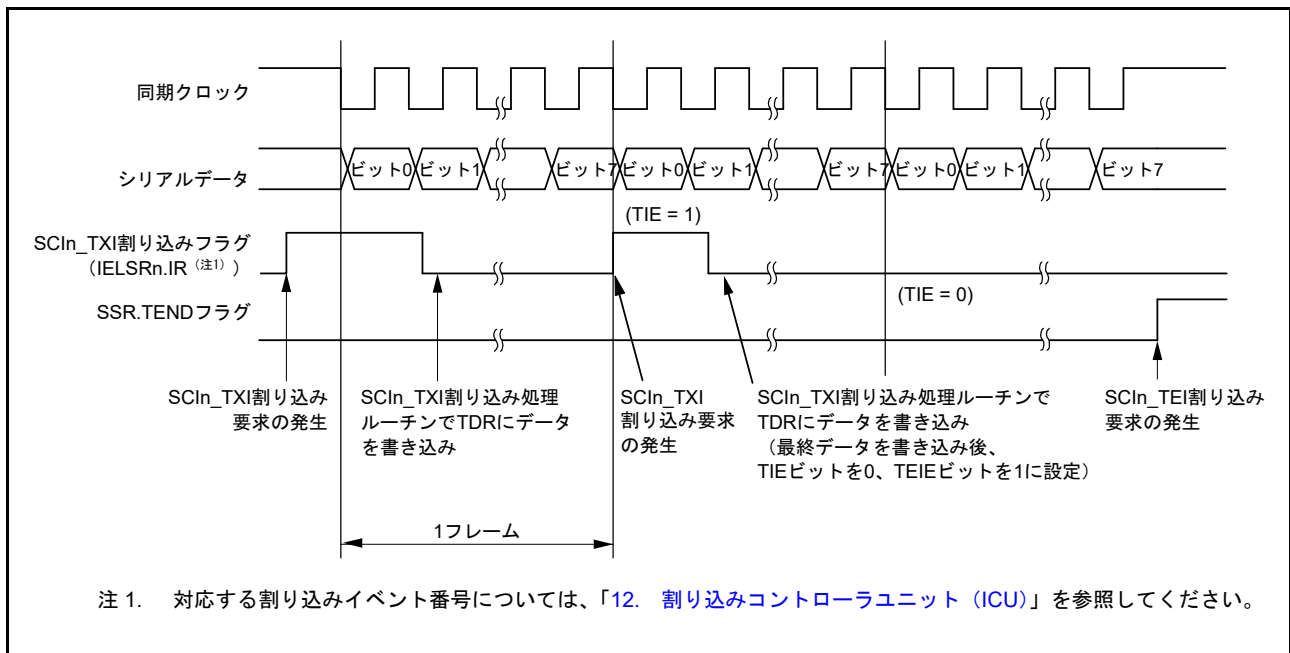 同期クロック
シリアルデータ
ビット0 ビット1 ビット7 ビット0 ビット1 ビット7 ビット0 ビット1 ビット7
(TIE = 1)
SCIn_TXI割り込みフラグ
（IELSRn.IR（注1））
(TIE = 0)
SSR.TENDフラグ
SCIn_TXI割り込み
要求の発生
SCIn_TXI割り込み処理
ルーチンでTDRにデータ
を書き込み
SCIn_TXI
割り込み要求
の発生
SCIn_TXI割り込み処理ルーチンで
TDRにデータを書き込み
（最終データを書き込み後、
TIEビットを0、TEIEビットを1に設定）
SCIn_TEI割り込み
要求の発生
1フレーム
注 1. 対応する割り込みイベント番号については、「12. 割り込みコントローラユニット（ICU）」を参照してください。